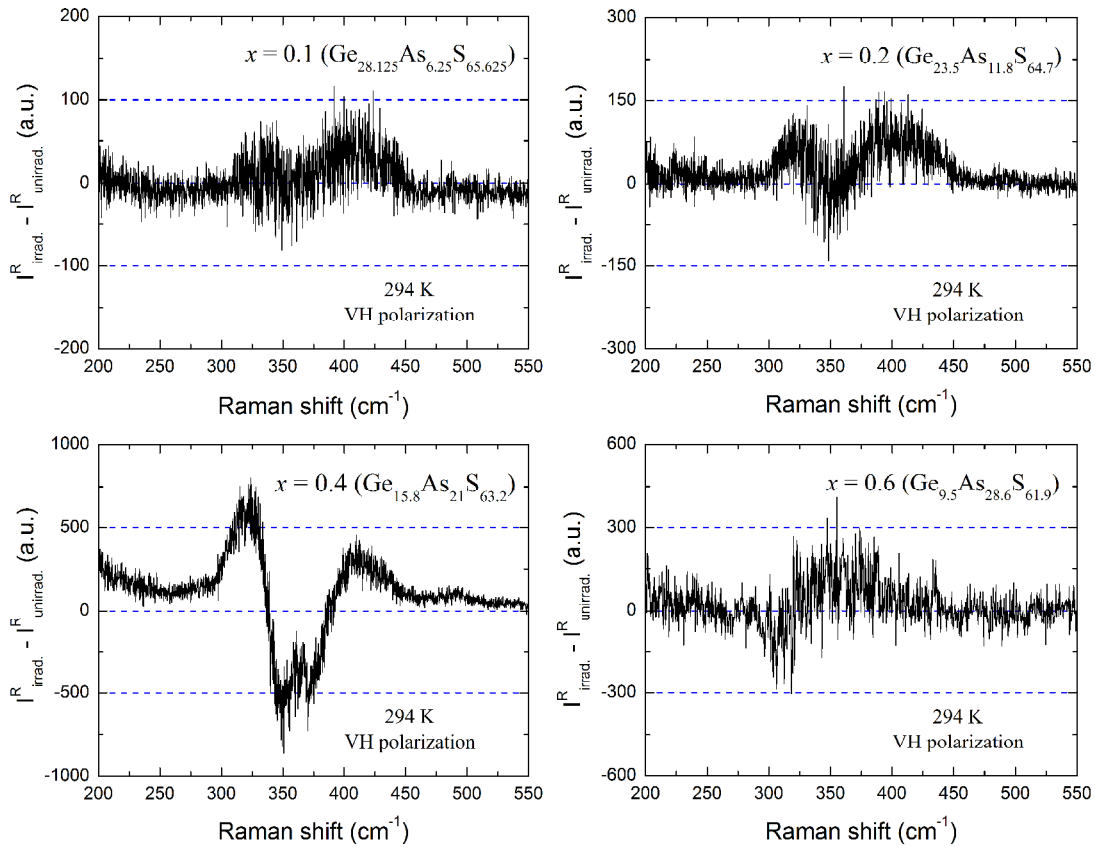 x = 0.1 (Ge28.125As6.25S65.625)
200
100
0
-100
-200
I^R_irrad. - I^R_unirrad. (a.u.)
294 K
VH polarization
200 250 300 350 400 450 500 550
Raman shift (cm-1)
x = 0.2 (Ge23.5As11.8S64.7)
300
150
0
-150
-300
I^R_irrad. - I^R_unirrad. (a.u.)
294 K
VH polarization
200 250 300 350 400 450 500 550
Raman shift (cm-1)
x = 0.4 (Ge15.8As21S63.2)
1000
500
0
-500
-1000
I^R_irrad. - I^R_unirrad. (a.u.)
294 K
VH polarization
200 250 300 350 400 450 500 550
Raman shift (cm-1)
x = 0.6 (Ge9.5As28.6S61.9)
600
300
0
-300
-600
I^R_irrad. - I^R_unirrad. (a.u.)
294 K
VH polarization
200 250 300 350 400 450 500 550
Raman shift (cm-1)